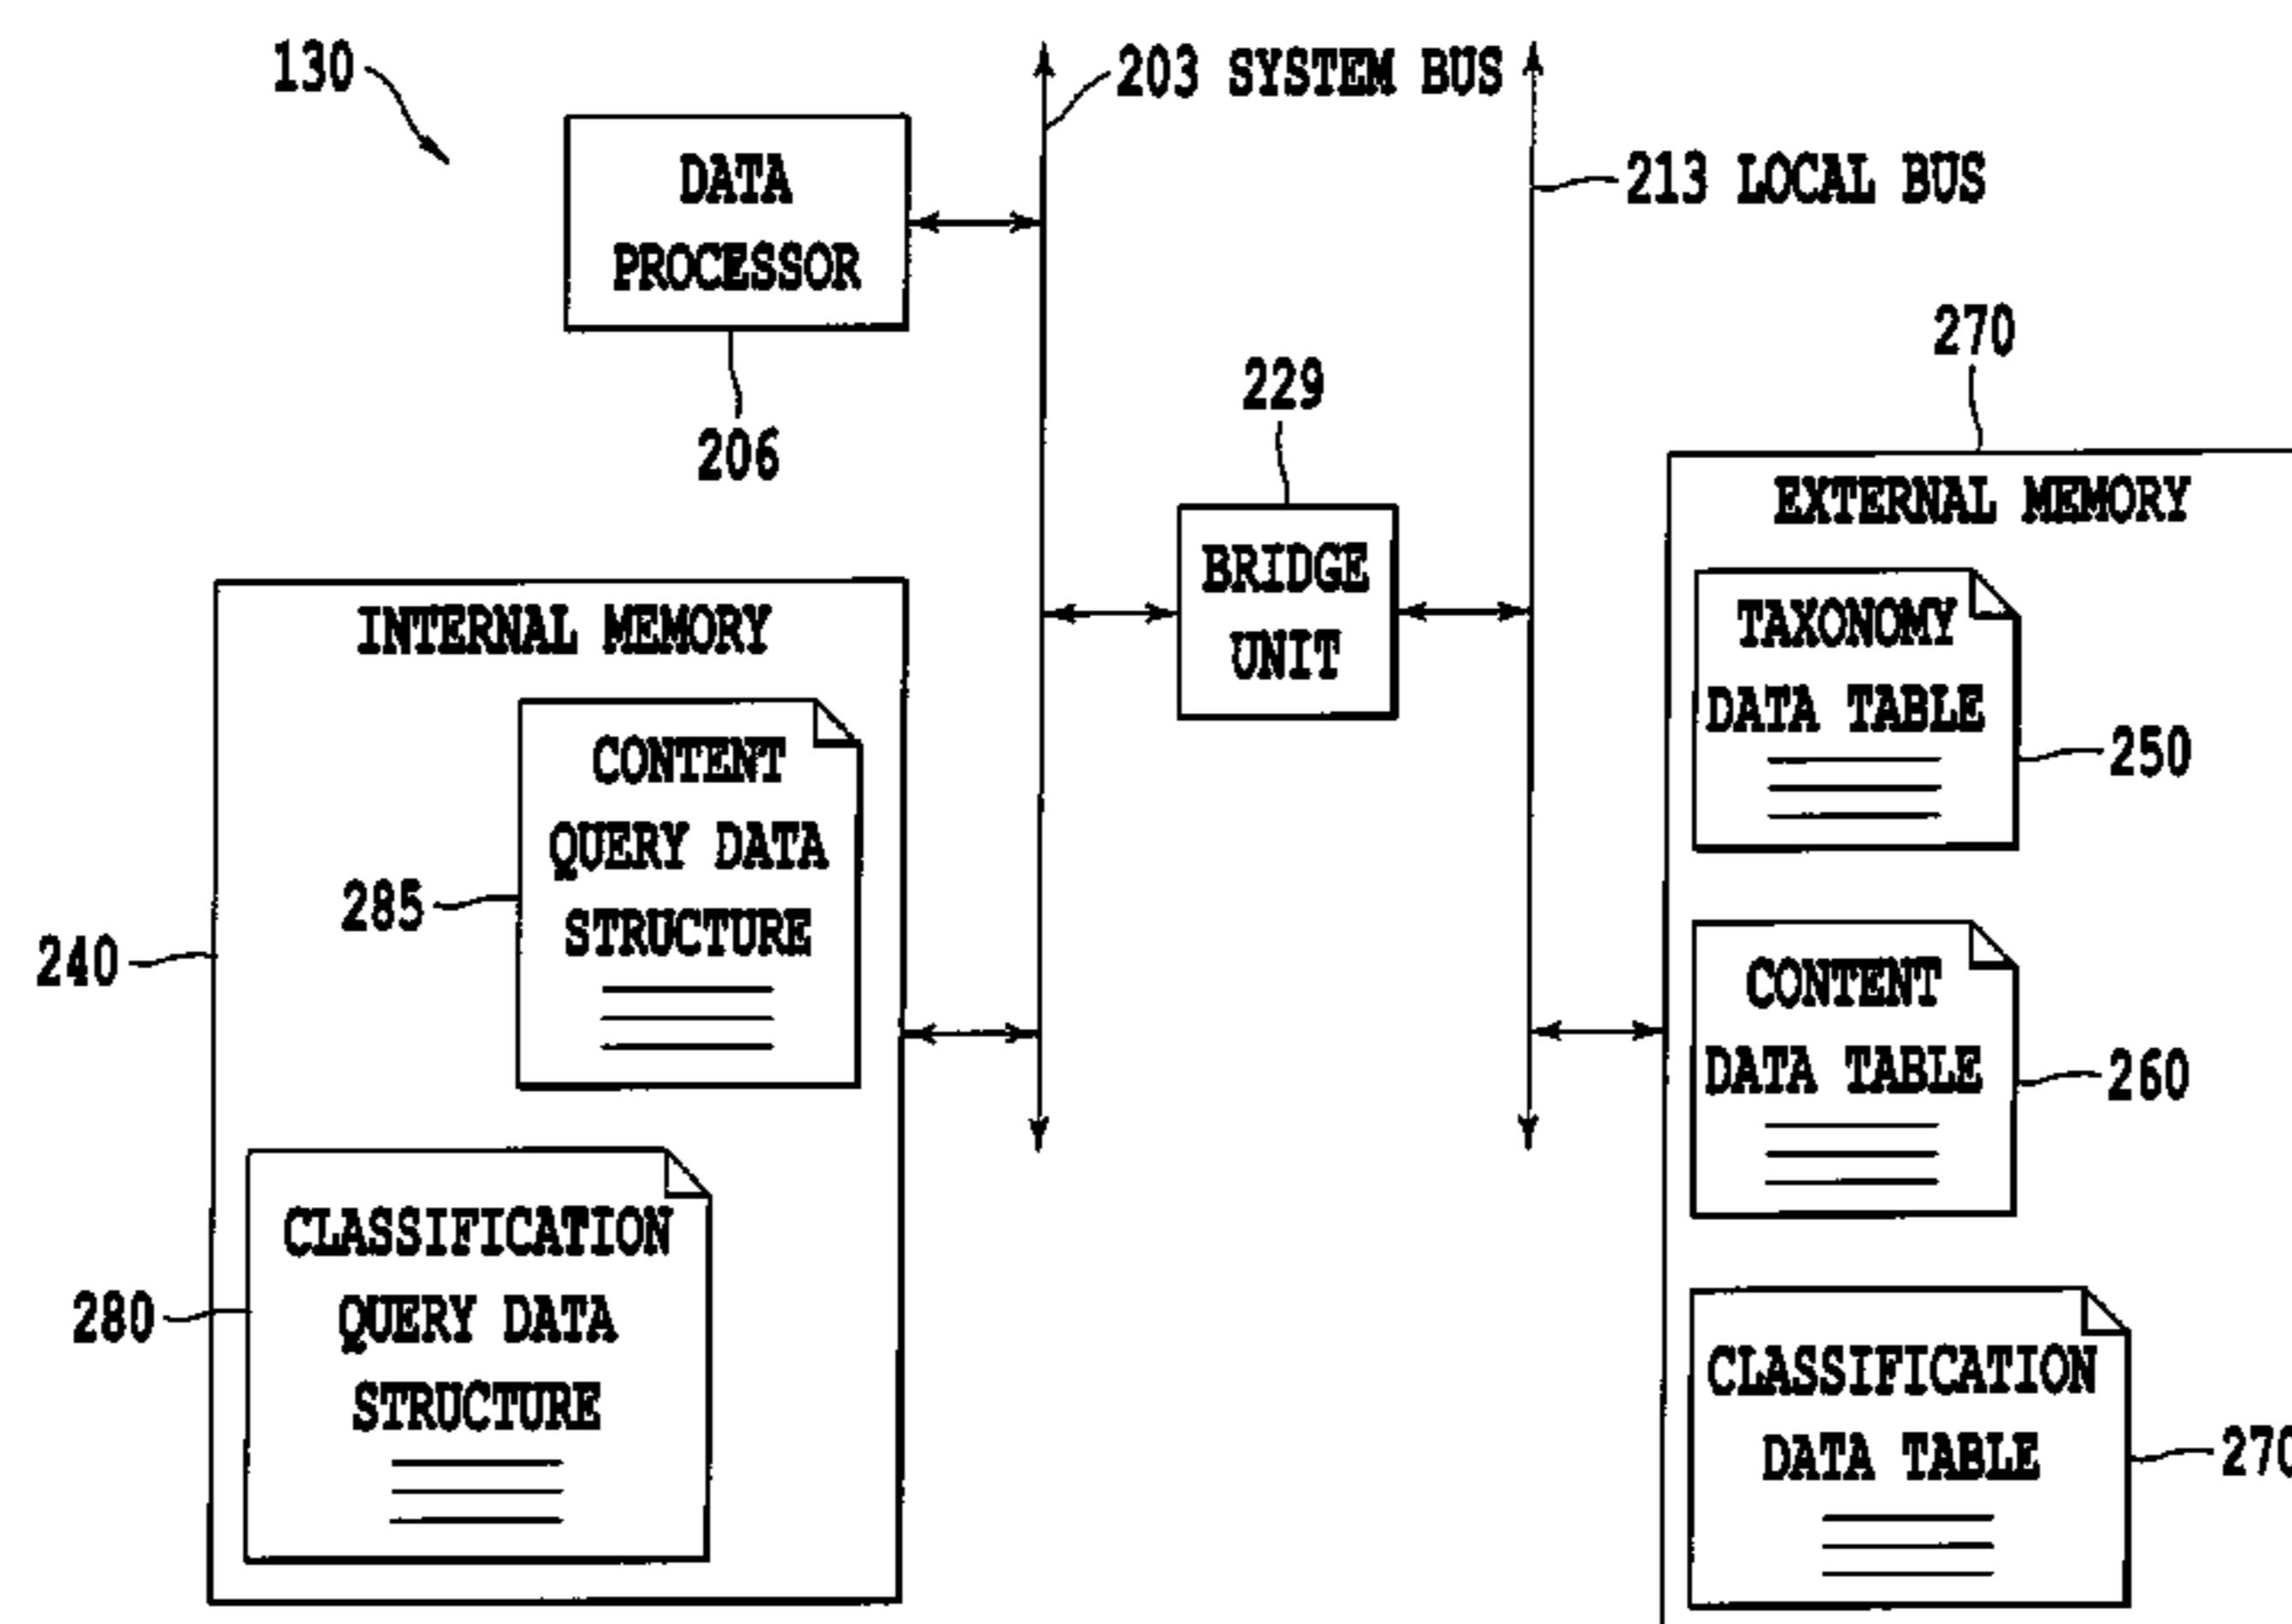 130
203 SYSTEM BUS
213 LOCAL BUS
DATA
PROCESSOR
206
229
BRIDGE
UNIT
270
EXTERNAL MEMORY
TAXONOMY
DATA TABLE
250
CONTENT
DATA TABLE
260
CLASSIFICATION
DATA TABLE
270
INTERNAL MEMORY
240
CONTENT
QUERY DATA
STRUCTURE
285
CLASSIFICATION
QUERY DATA
STRUCTURE
280